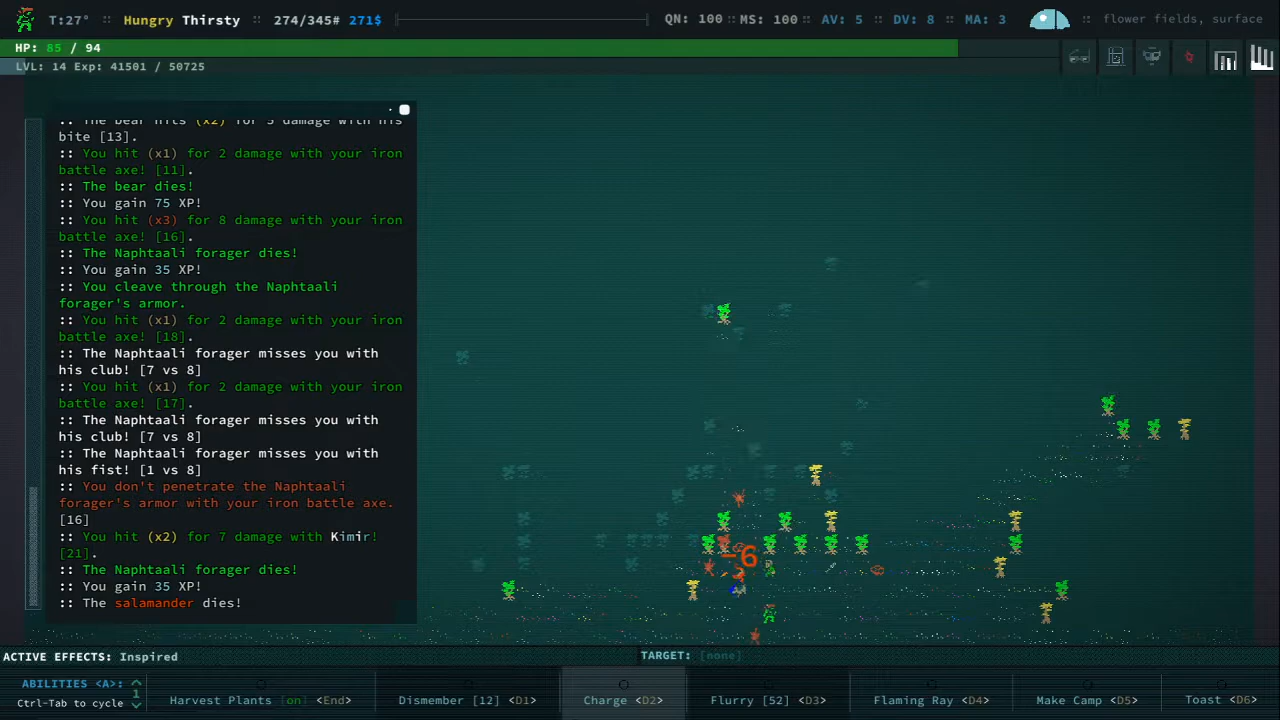 T:27° :: Hungry Thirsty :: 274/345# 271$ QN: 100 :: MS: 100 :: AV: 5 :: DV: 8 :: MA: 3 :: flower fields, surface
HP: 85 / 94
LVL: 14 Exp: 41501 / 50725
:: The bear hits (x2) for 5 damage with his
bite [13].
:: You hit (x1) for 2 damage with your iron
battle axe! [11].
:: The bear dies!
:: You gain 75 XP!
:: You hit (x3) for 8 damage with your iron
battle axe! [16].
:: The Naphtaali forager dies!
:: You gain 35 XP!
:: You cleave through the Naphtaali
forager's armor.
:: You hit (x1) for 2 damage with your iron
battle axe! [18].
:: The Naphtaali forager misses you with
his club! [7 vs 8]
:: You hit (x1) for 2 damage with your iron
battle axe! [17].
:: The Naphtaali forager misses you with
his club! [7 vs 8]
:: The Naphtaali forager misses you with
his fist! [1 vs 8]
:: You don't penetrate the Naphtaali
forager's armor with your iron battle axe.
[16]
:: You hit (x2) for 7 damage with Kimir!
[21].
:: The Naphtaali forager dies!
:: You gain 35 XP!
:: The salamander dies!
-6
ACTIVE EFFECTS: Inspired
TARGET: [none]
ABILITIES <A>: 1
Ctrl-Tab to cycle
Harvest Plants [on] <End> Dismember [12] <D1> Charge <D2> Flurry [52] <D3> Flaming Ray <D4> Make Camp <D5> Toast <D6>